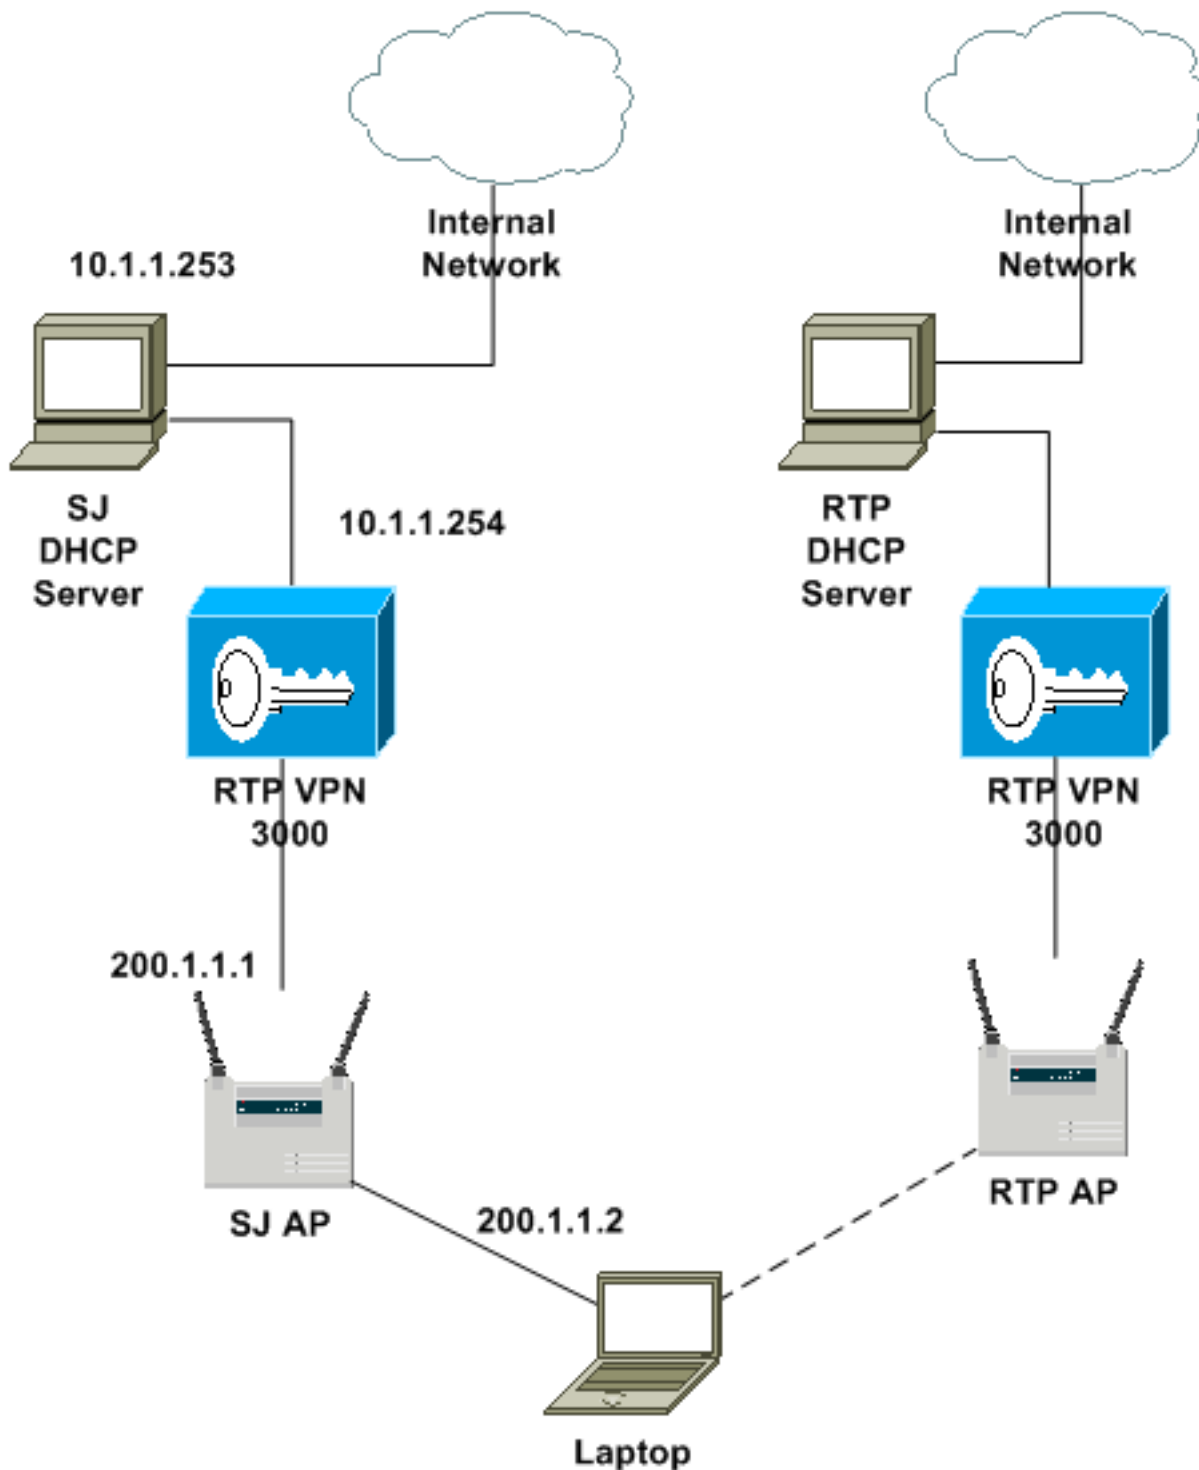 Internal
Network
Internal
Network
10.1.1.253
SJ
DHCP
Server
10.1.1.254
RTP
DHCP
Server
RTP VPN
3000
RTP VPN
3000
200.1.1.1
SJ AP
200.1.1.2
RTP AP
Laptop